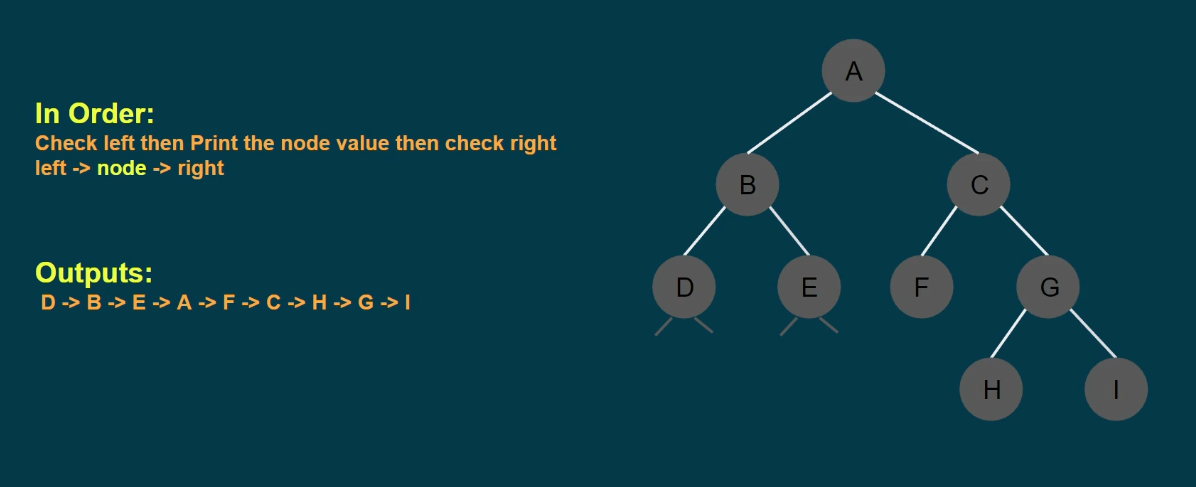 In Order:
Check left then Print the node value then check right
left -> node -> right
Outputs:
D -> B -> E -> A -> F -> C -> H -> G -> I
A
B
C
D
E
F
G
H
I